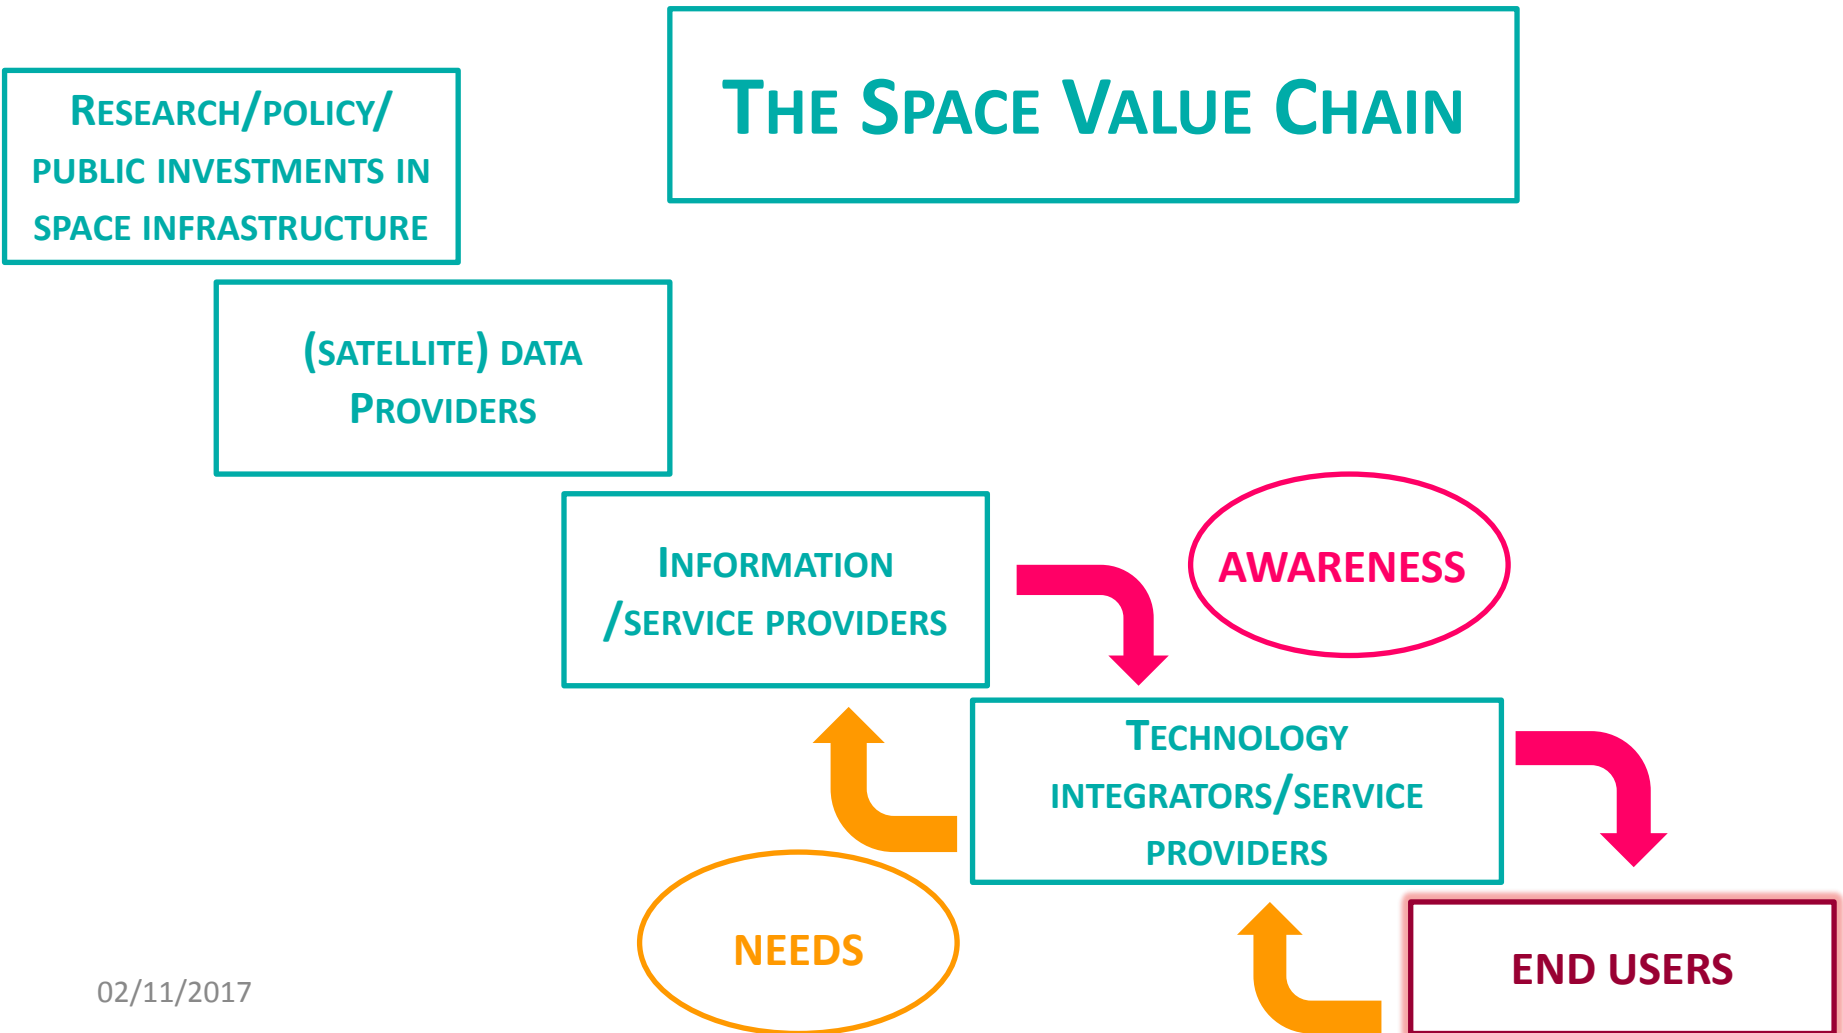 THE SPACE VALUE CHAIN
RESEARCH/POLICY/
PUBLIC INVESTMENTS IN
SPACE INFRASTRUCTURE
(SATELLITE) DATA
PROVIDERS
INFORMATION
/SERVICE PROVIDERS
AWARENESS
TECHNOLOGY
INTEGRATORS/SERVICE
PROVIDERS
NEEDS
END USERS
02/11/2017